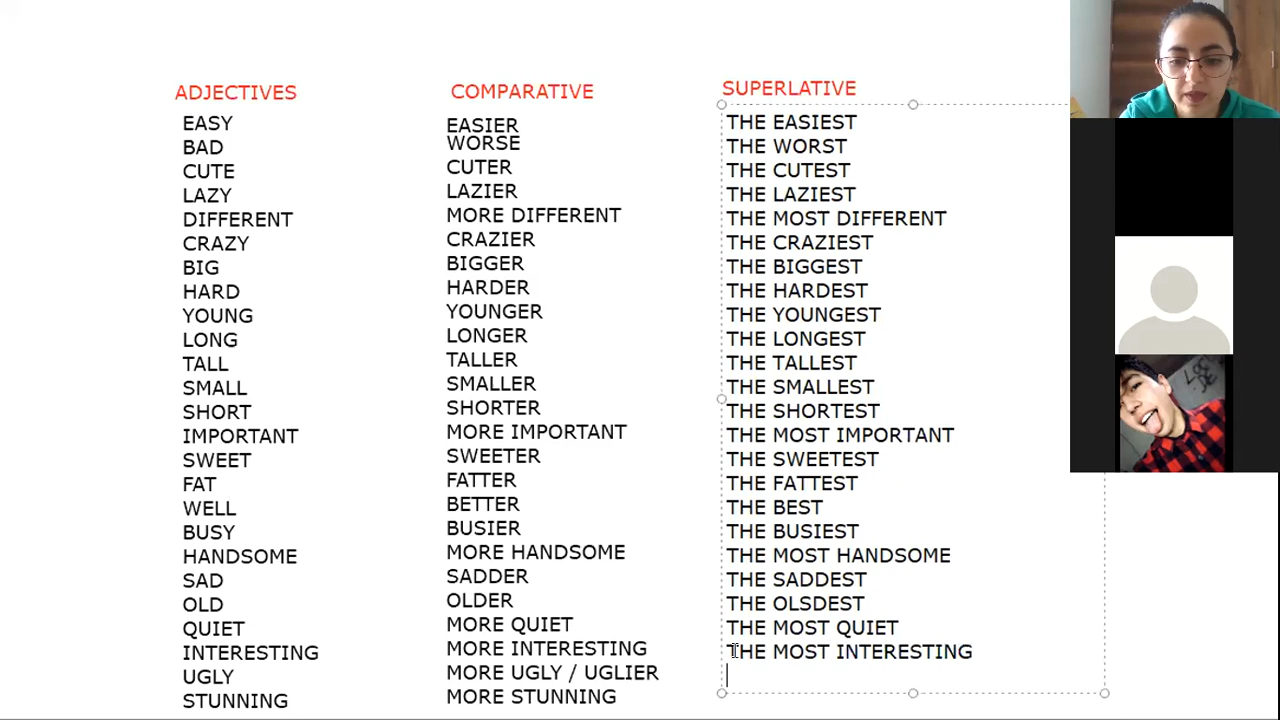 ADJECTIVES COMPARATIVE SUPERLATIVE
EASY EASIER THE EASIEST
BAD WORSE THE WORST
CUTE CUTER THE CUTEST
LAZY LAZIER THE LAZIEST
DIFFERENT MORE DIFFERENT THE MOST DIFFERENT
CRAZY CRAZIER THE CRAZIEST
BIG BIGGER THE BIGGEST
HARD HARDER THE HARDEST
YOUNG YOUNGER THE YOUNGEST
LONG LONGER THE LONGEST
TALL TALLER THE TALLEST
SMALL SMALLER THE SMALLEST
SHORT SHORTER THE SHORTEST
IMPORTANT MORE IMPORTANT THE MOST IMPORTANT
SWEET SWEETER THE SWEETEST
FAT FATTER THE FATTEST
WELL BETTER THE BEST
BUSY BUSIER THE BUSIEST
HANDSOME MORE HANDSOME THE MOST HANDSOME
SAD SADDER THE SADDEST
OLD OLDER THE OLSDEST
QUIET MORE QUIET THE MOST QUIET
INTERESTING MORE INTERESTING THE MOST INTERESTING
UGLY MORE UGLY / UGLIER
STUNNING MORE STUNNING